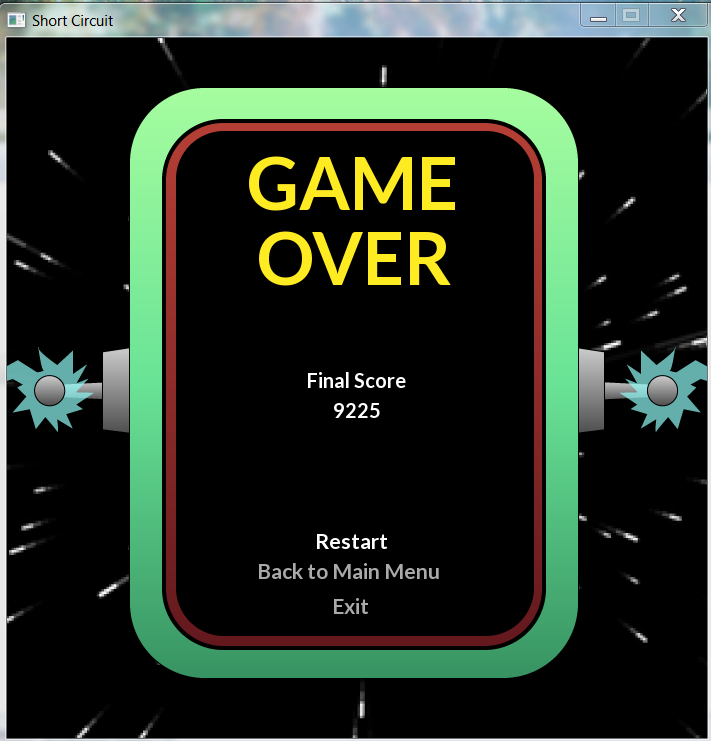 Short Circuit
GAME
OVER
Final Score
9225
Restart
Back to Main Menu
Exit